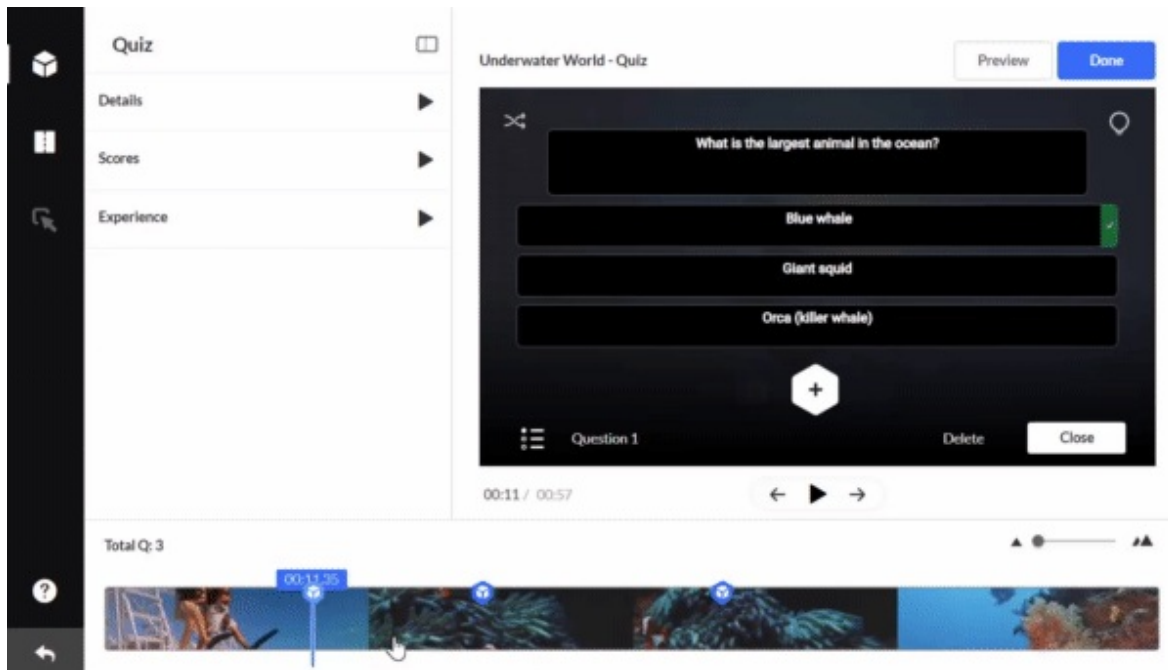 Quiz
Details
Scores
Experience
Underwater World - Quiz
Preview
Done
What is the largest animal in the ocean?
Blue whale
Giant squid
Orca (killer whale)
+
Question 1
Delete
Close
00:11 / 00:57
Total Q: 3
00:11.35
?